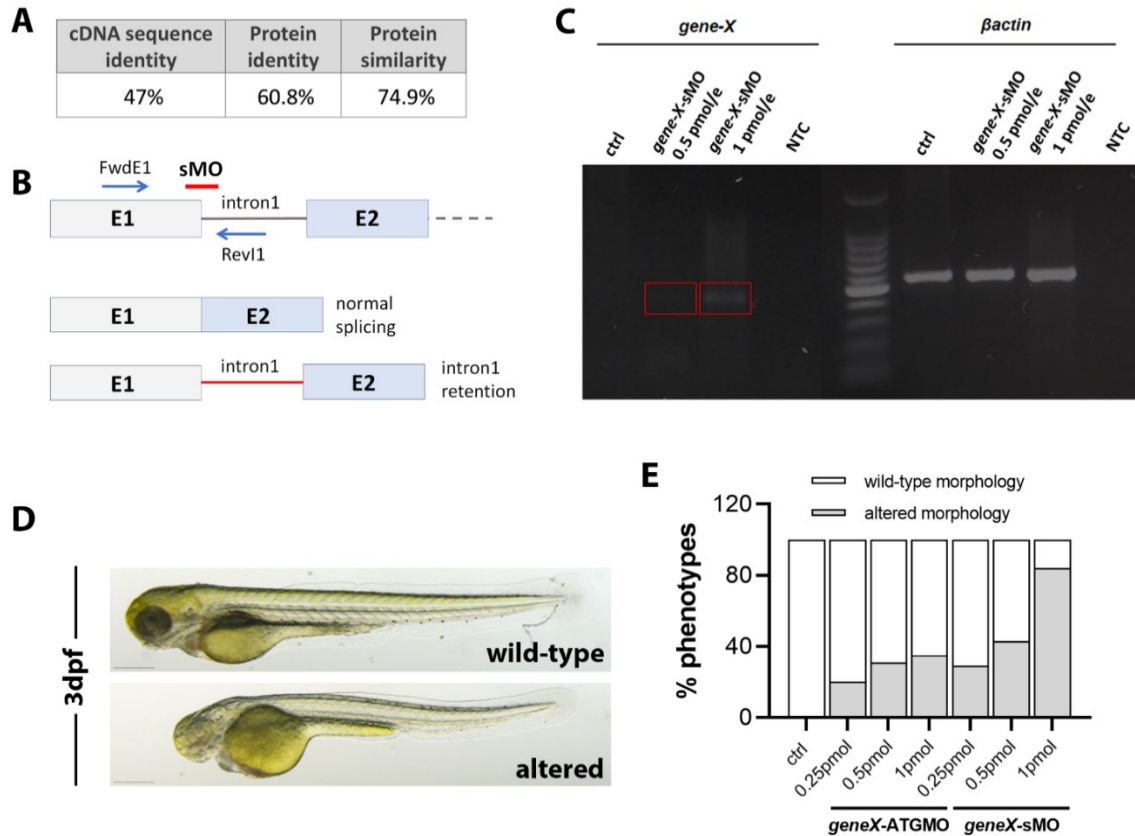 A
cDNA sequence identity
Protein identity
Protein similarity
47%
60.8%
74.9%
B
FwdE1
sMO
E1
intron1
E2
RevI1
E1
E2
normal
splicing
E1
intron1
E2
intron1
retention
C
gene-X
βactin
ctrl
gene-X-sMO
0.5 pmol/e
gene-X-sMO
1 pmol/e
NTC
ctrl
gene-X-sMO
0.5 pmol/e
gene-X-sMO
1 pmol/e
NTC
D
3dpf
wild-type
altered
E
wild-type morphology
altered morphology
% phenotypes
120
80
40
0
ctrl
0.25pmol
0.5pmol
1pmol
0.25pmol
0.5pmol
1pmol
geneX-ATGMO
geneX-sMO